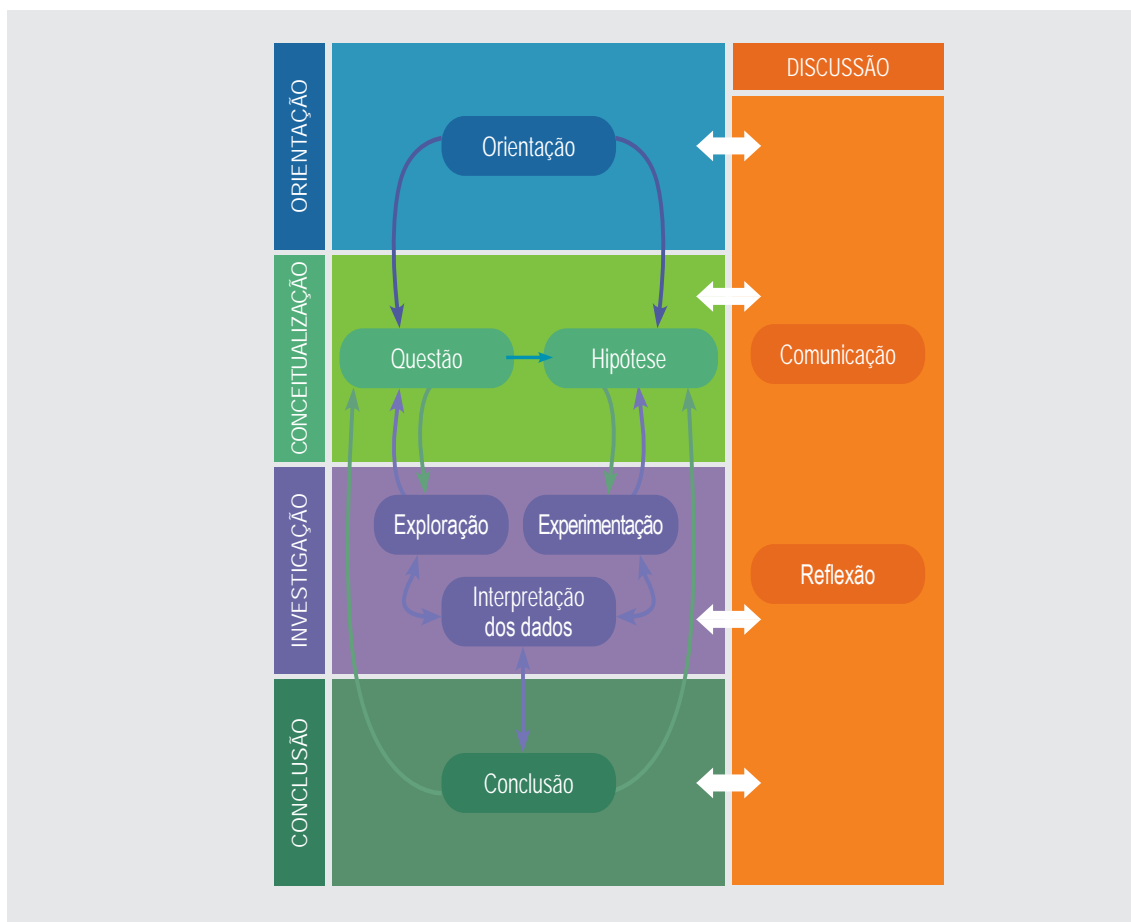 DISCUSSÃO
ORIENTAÇÃO
Orientação
CONCEITUALIZAÇÃO
Questão
Hipótese
Comunicação
INVESTIGAÇÃO
Exploração
Experimentação
Interpretação
dos dados
Reflexão
CONCLUSÃO
Conclusão